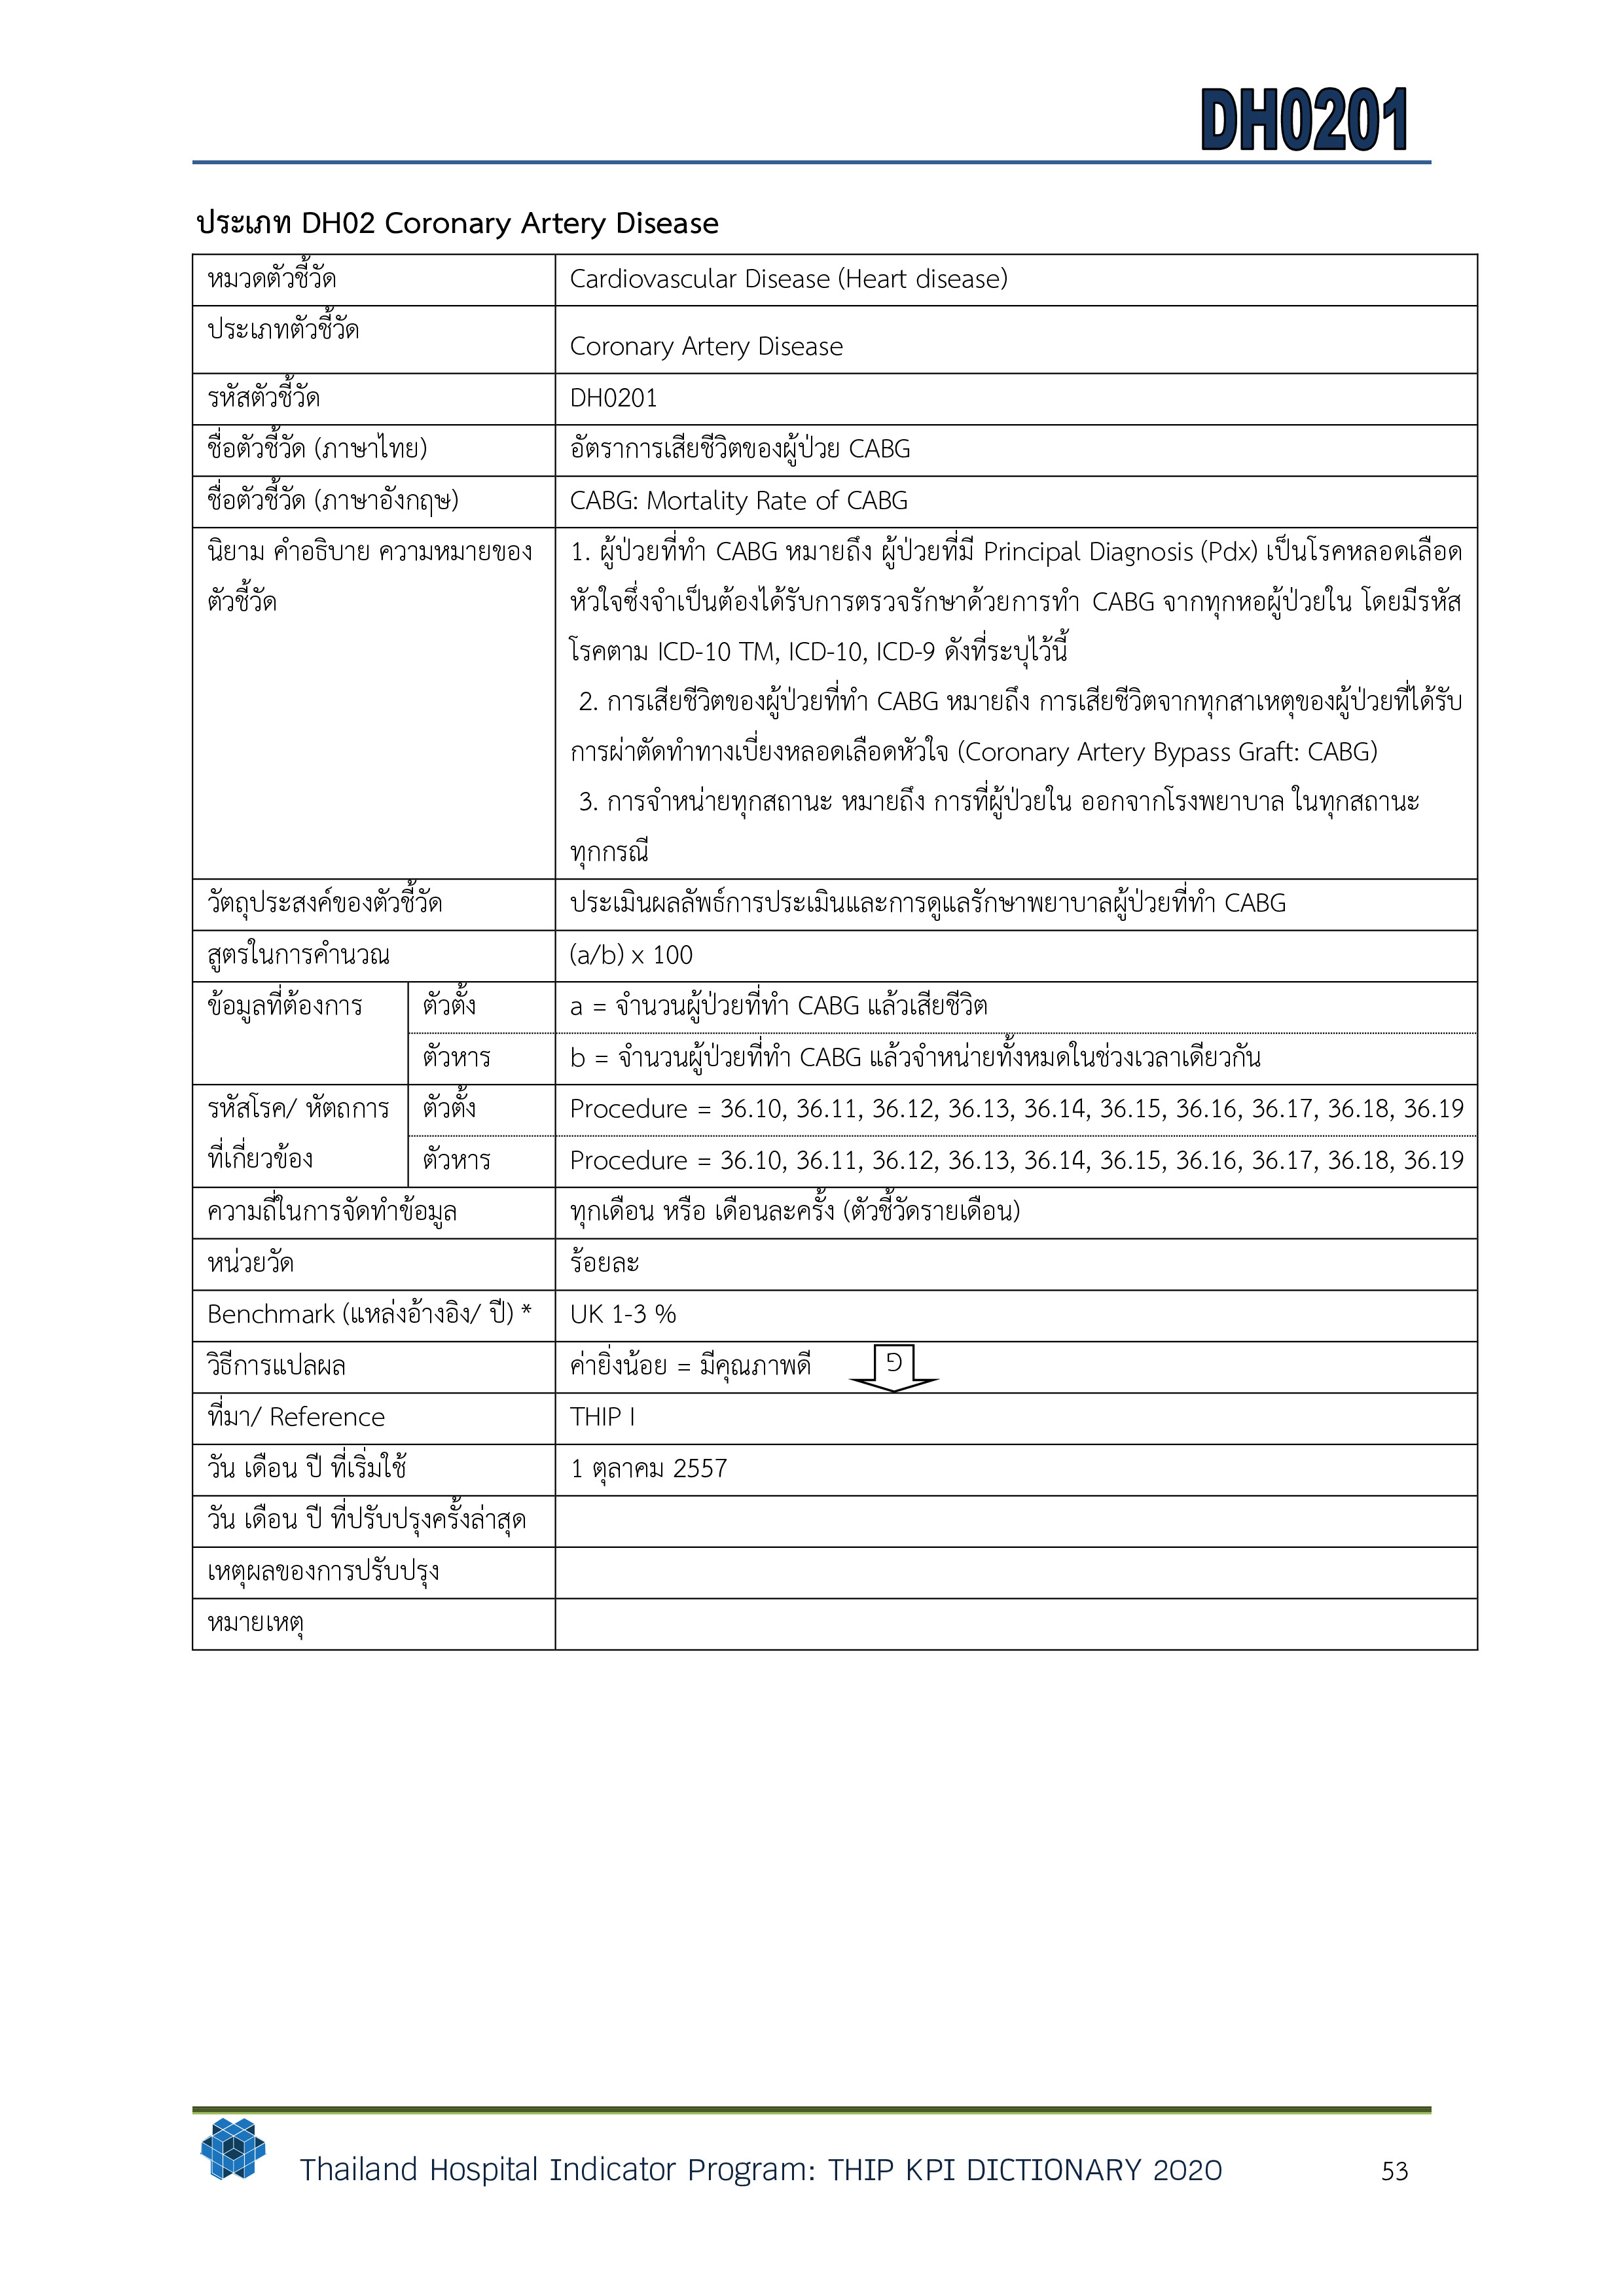 DH0201
ประเภท DH02 Coronary Artery Disease
หมวดตัวชี้วัด Cardiovascular Disease (Heart disease)
ประเภทตัวชี้วัด Coronary Artery Disease
รหัสตัวชี้วัด DH0201
ชื่อตัวชี้วัด (ภาษาไทย) อัตราการเสียชีวิตของผู้ป่วย CABG
ชื่อตัวชี้วัด (ภาษาอังกฤษ) CABG: Mortality Rate of CABG
นิยาม คำอธิบาย ความหมายของ
ตัวชี้วัด
1. ผู้ป่วยที่ทำ CABG หมายถึง ผู้ป่วยที่มี Principal Diagnosis (Pdx) เป็นโรคหลอดเลือด
หัวใจซึ่งจำเป็นต้องได้รับการตรวจรักษาด้วยการทำ CABG จากทุกหอผู้ป่วยใน โดยมีรหัส
โรคตาม ICD-10 TM, ICD-10, ICD-9 ดังที่ระบุไว้นี้
2. การเสียชีวิตของผู้ป่วยที่ทำ CABG หมายถึง การเสียชีวิตจากทุกสาเหตุของผู้ป่วยที่ได้รับ
การผ่าตัดทำทางเบี่ยงหลอดเลือดหัวใจ (Coronary Artery Bypass Graft: CABG)
3. การจำหน่ายทุกสถานะ หมายถึง การที่ผู้ป่วยใน ออกจากโรงพยาบาล ในทุกสถานะ
ทุกกรณี
วัตถุประสงค์ของตัวชี้วัด ประเมินผลลัพธ์การประเมินและการดูแลรักษาพยาบาลผู้ป่วยที่ทำ CABG
สูตรในการคำนวณ (a/b) x 100
ข้อมูลที่ต้องการ ตัวตั้ง a = จำนวนผู้ป่วยที่ทำ CABG แล้วเสียชีวิต
ตัวหาร b = จำนวนผู้ป่วยที่ทำ CABG แล้วจำหน่ายทั้งหมดในช่วงเวลาเดียวกัน
รหัสโรค/ หัตถการ ตัวตั้ง Procedure = 36.10, 36.11, 36.12, 36.13, 36.14, 36.15, 36.16, 36.17, 36.18, 36.19
ที่เกี่ยวข้อง ตัวหาร Procedure = 36.10, 36.11, 36.12, 36.13, 36.14, 36.15, 36.16, 36.17, 36.18, 36.19
ความถี่ในการจัดทำข้อมูล ทุกเดือน หรือ เดือนละครั้ง (ตัวชี้วัดรายเดือน)
หน่วยวัด ร้อยละ
Benchmark (แหล่งอ้างอิง/ ปี) * UK 1-3 %
วิธีการแปลผล ค่ายิ่งน้อย = มีคุณภาพดี
ที่มา/ Reference THIP I
วัน เดือน ปี ที่เริ่มใช้ 1 ตุลาคม 2557
วัน เดือน ปี ที่ปรับปรุงครั้งล่าสุด
เหตุผลของการปรับปรุง
หมายเหตุ
Thailand Hospital Indicator Program: THIP KPI DICTIONARY 2020 53